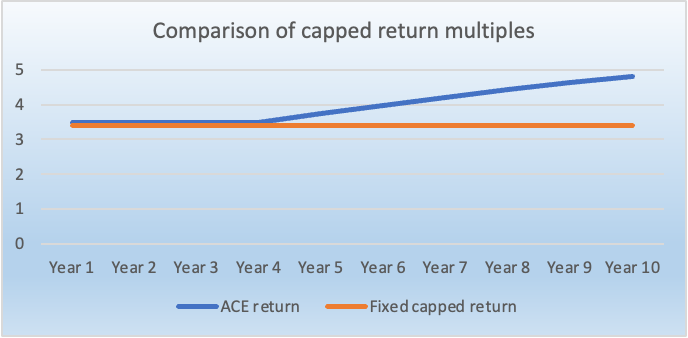 Comparison of capped return multiples
5
4
3
2
1
0
Year 1 Year 2 Year 3 Year 4 Year 5 Year 6 Year 7 Year 8 Year 9 Year 10
ACE return Fixed capped return